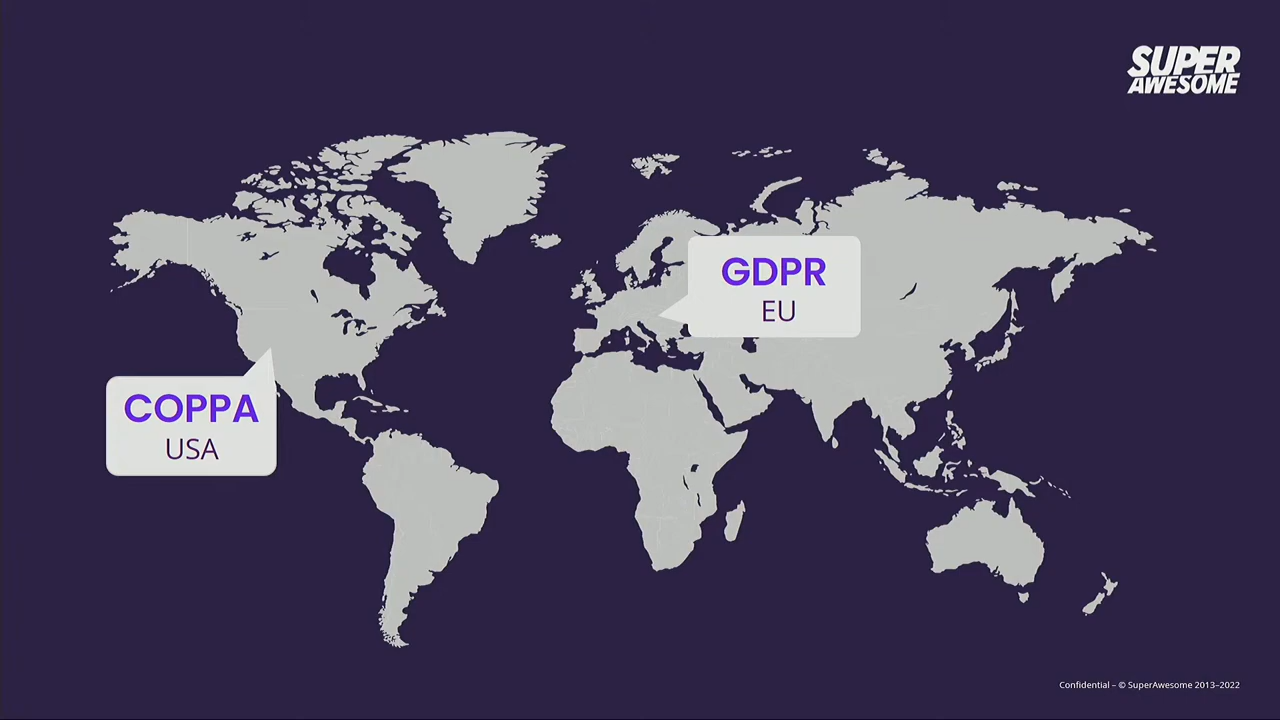 SUPER
AWESOME
GDPR
EU
COPPA
USA
Confidential – © SuperAwesome 2013–2022